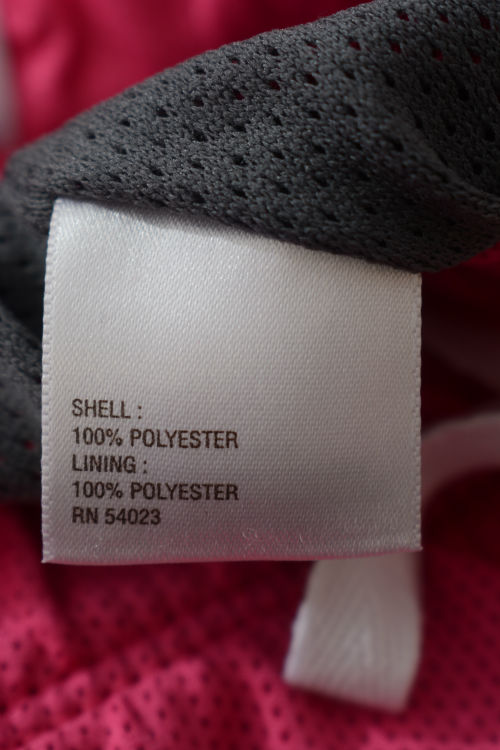 SHELL :
100% POLYESTER
LINING :
100% POLYESTER
RN 54023